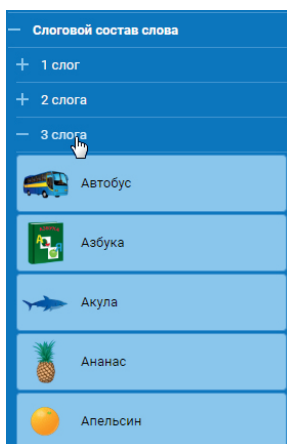 Слоговой состав слова
1 слог
2 слога
3 слога
Автобус
Азбука
Акула
Ананас
Апельсин